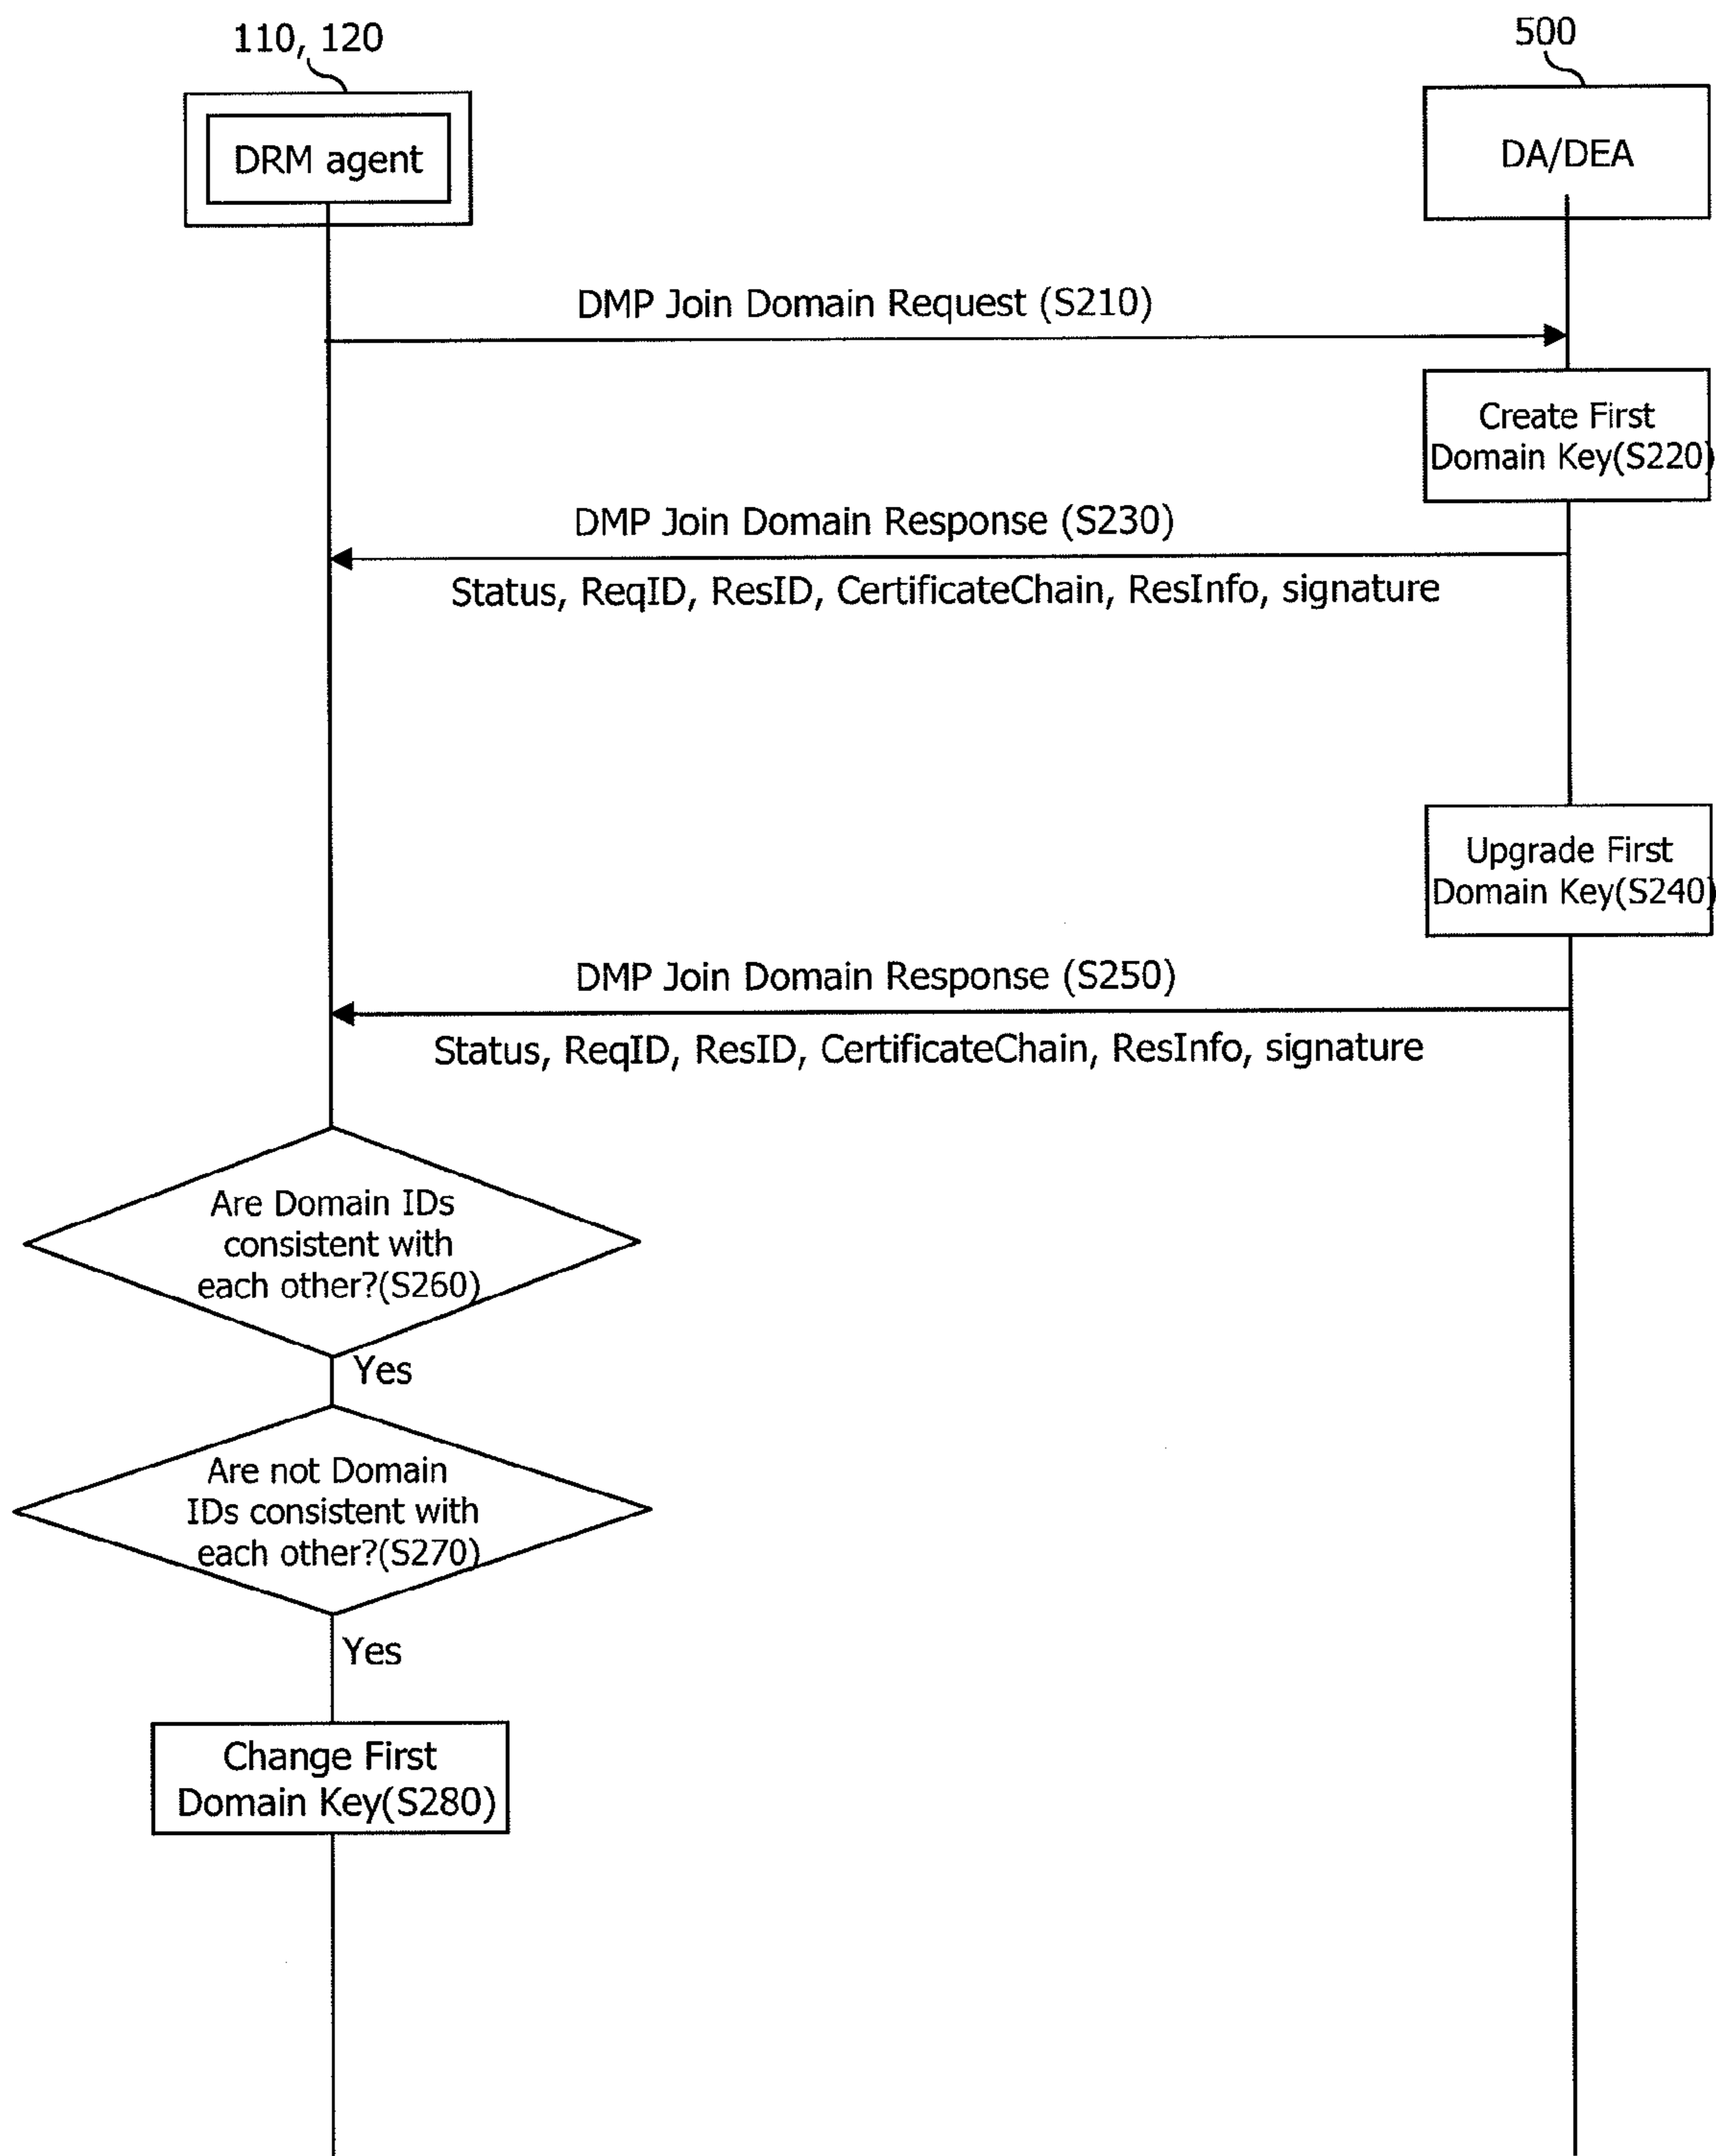 110, 120
500
DRM agent
DA/DEA
DMP Join Domain Request (S210)
Create First
Domain Key(S220)
DMP Join Domain Response (S230)
Status, ReqID, ResID, CertificateChain, ResInfo, signature
Upgrade First
Domain Key(S240)
DMP Join Domain Response (S250)
Status, ReqID, ResID, CertificateChain, ResInfo, signature
Are Domain IDs
consistent with
each other?(S260)
Yes
Are not Domain
IDs consistent with
each other?(S270)
Yes
Change First
Domain Key(S280)